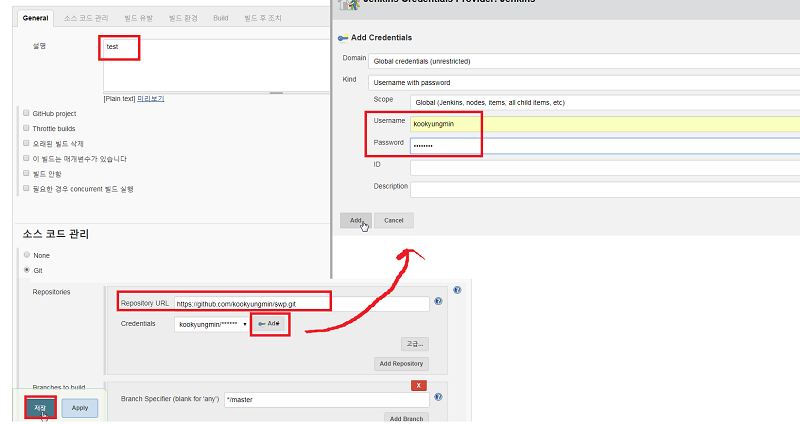 General 소스 코드 관리 빌드 유발 빌드 환경 Build 빌드 후 조치
설명
test
[Plain text] 미리보기
GitHub project
Throttle builds
오래된 빌드 삭제
이 빌드는 매개변수가 있습니다
빌드 안함
필요한 경우 concurrent 빌드 실행
소스 코드 관리
None
Git
Jenkins Credentials Provider: Jenkins
Add Credentials
Domain Global credentials (unrestricted)
Kind Username with password
Scope Global (Jenkins, nodes, items, all child items, etc)
Username kookyungmin
Password ••••••••
ID
Description
Add Cancel
Repositories
Repository URL https://github.com/kookyungmin/swp.git
Credentials kookyungmin/****** Add
고급...
Add Repository
Branches to build
X
Branch Specifier (blank for 'any') */master
Add Branch
저장 Apply